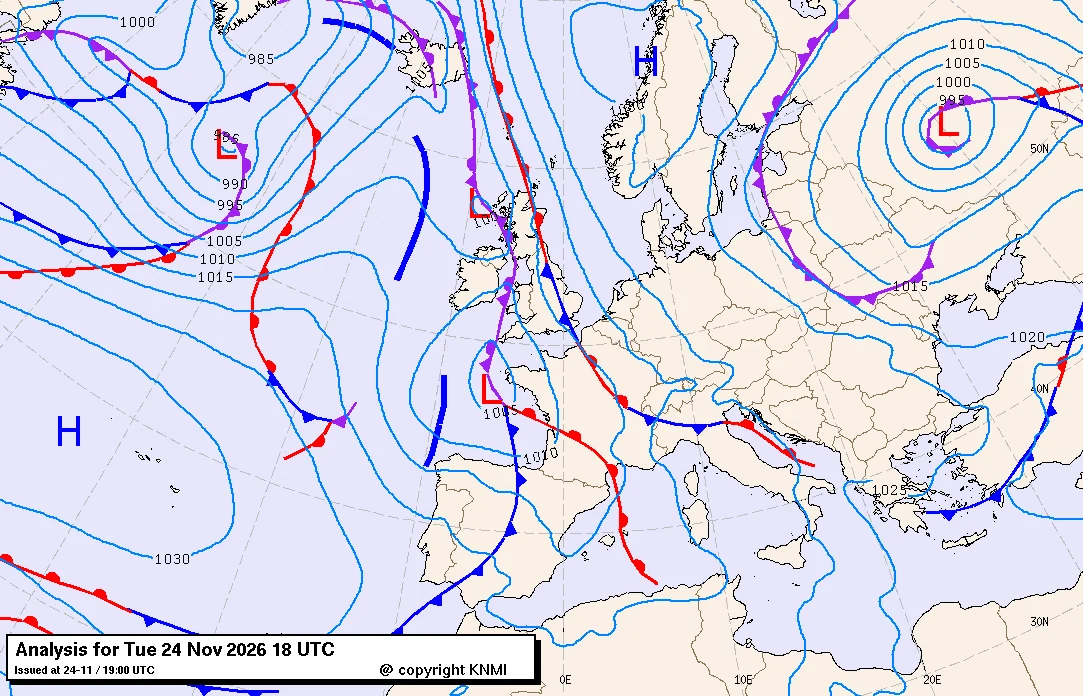 1000
985
1010
1005
1000
995
H
L
985
L
50N
990
995
L
1005
1010
1015
1015
1020
40N
H
L
1005
1010
1025
1030
30N
Analysis for Tue 24 Nov 2026 18 UTC
Issued at 24-11 / 19:00 UTC
@ copyright KNMI
0E
10E
20E